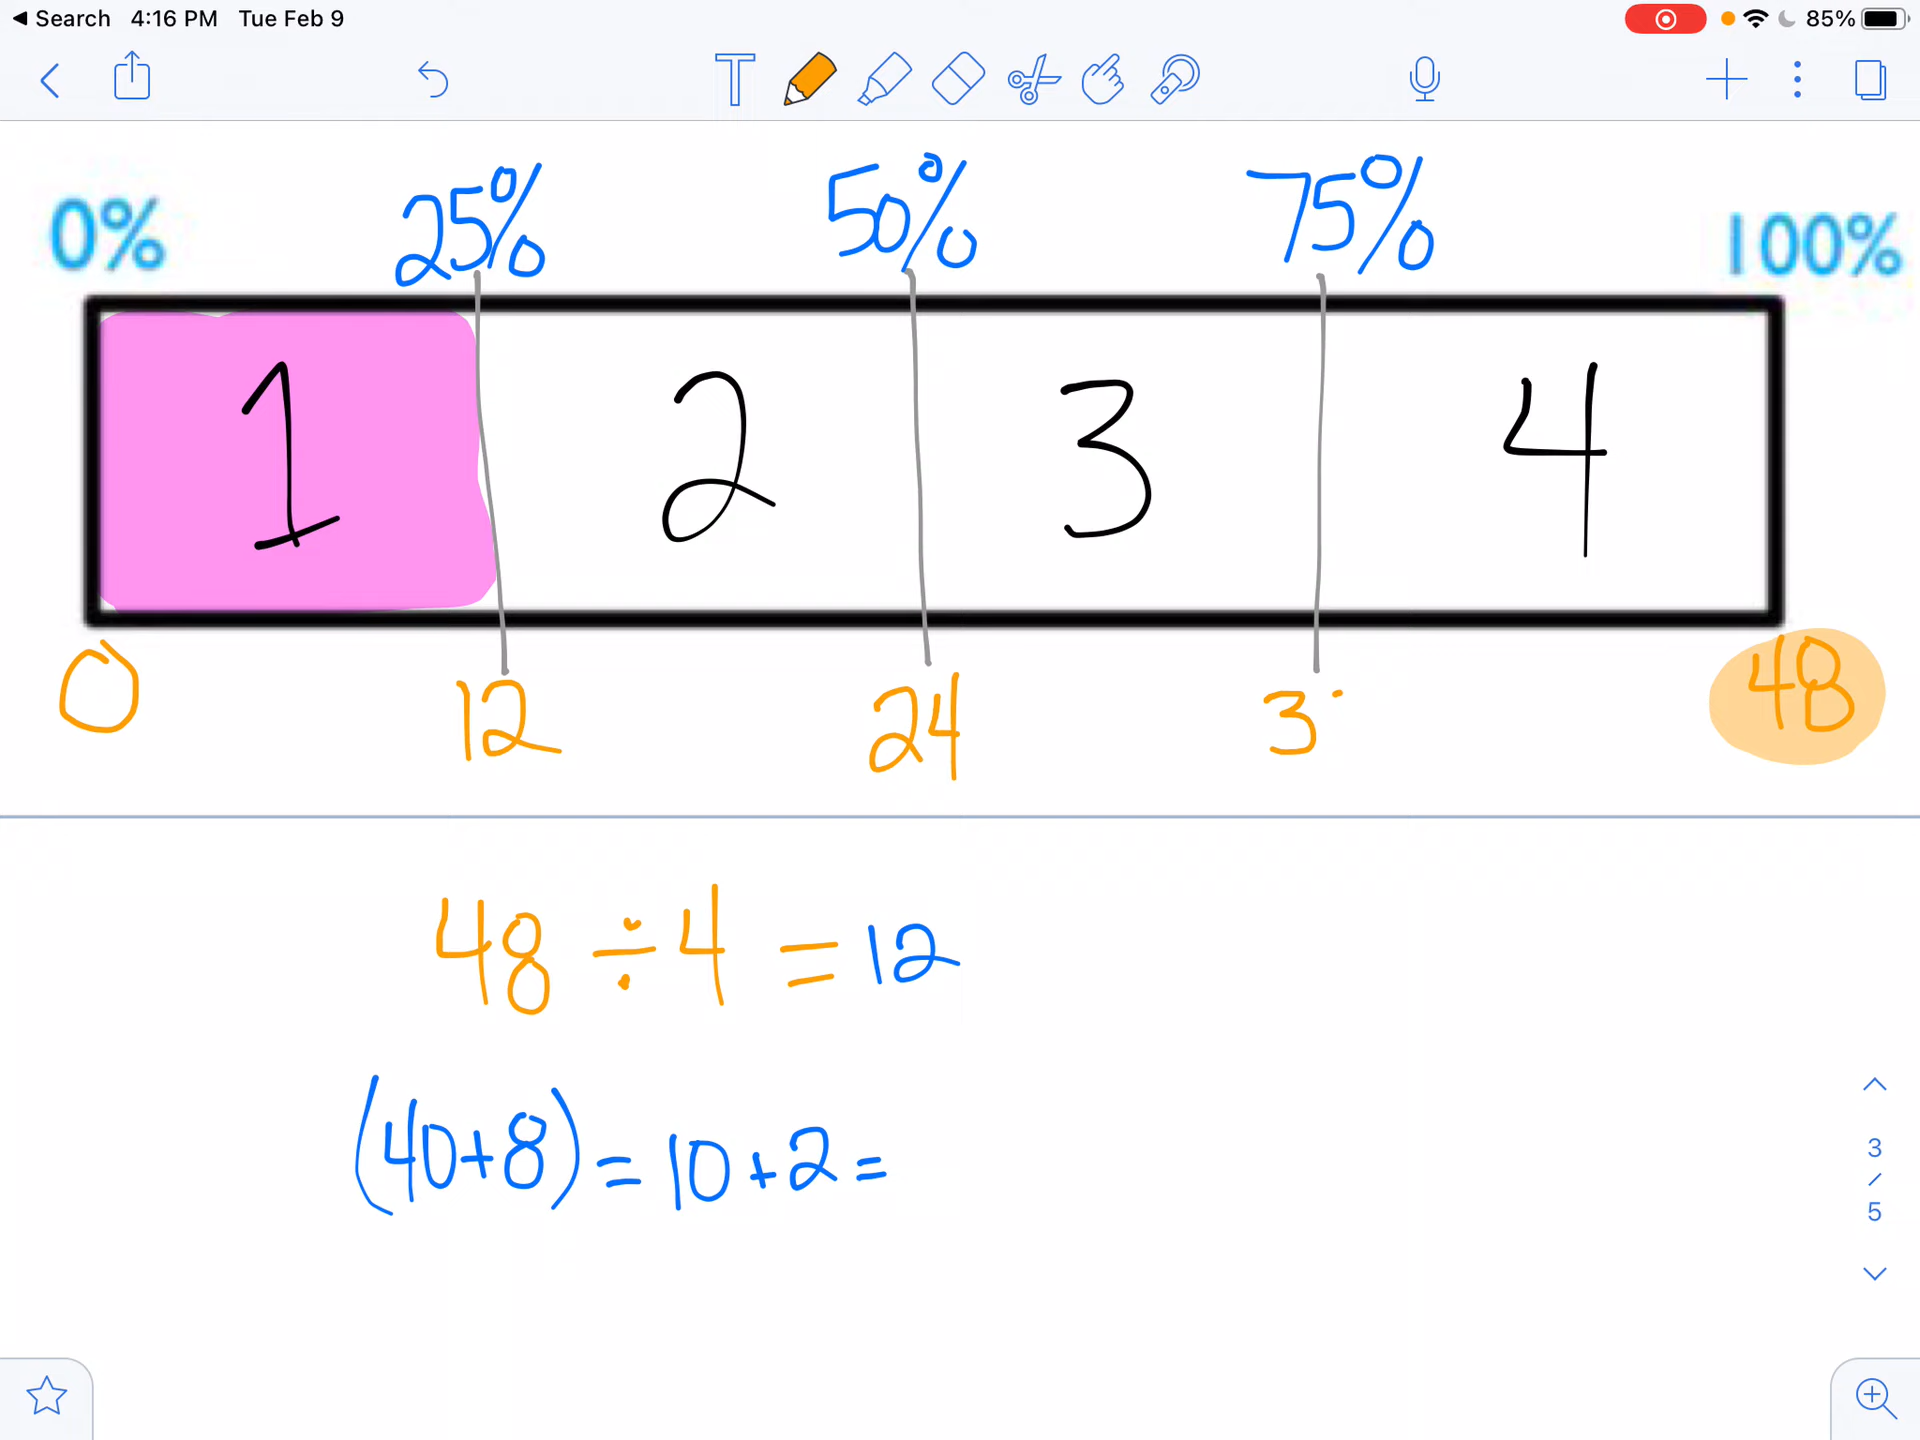 Search 4:16 PM Tue Feb 9 85%
T
0% 25% 50% 75% 100%
1 2 3 4
0 12 24 3 48
48 ÷ 4 = 12
(40+8) = 10+2 =
3
/
5